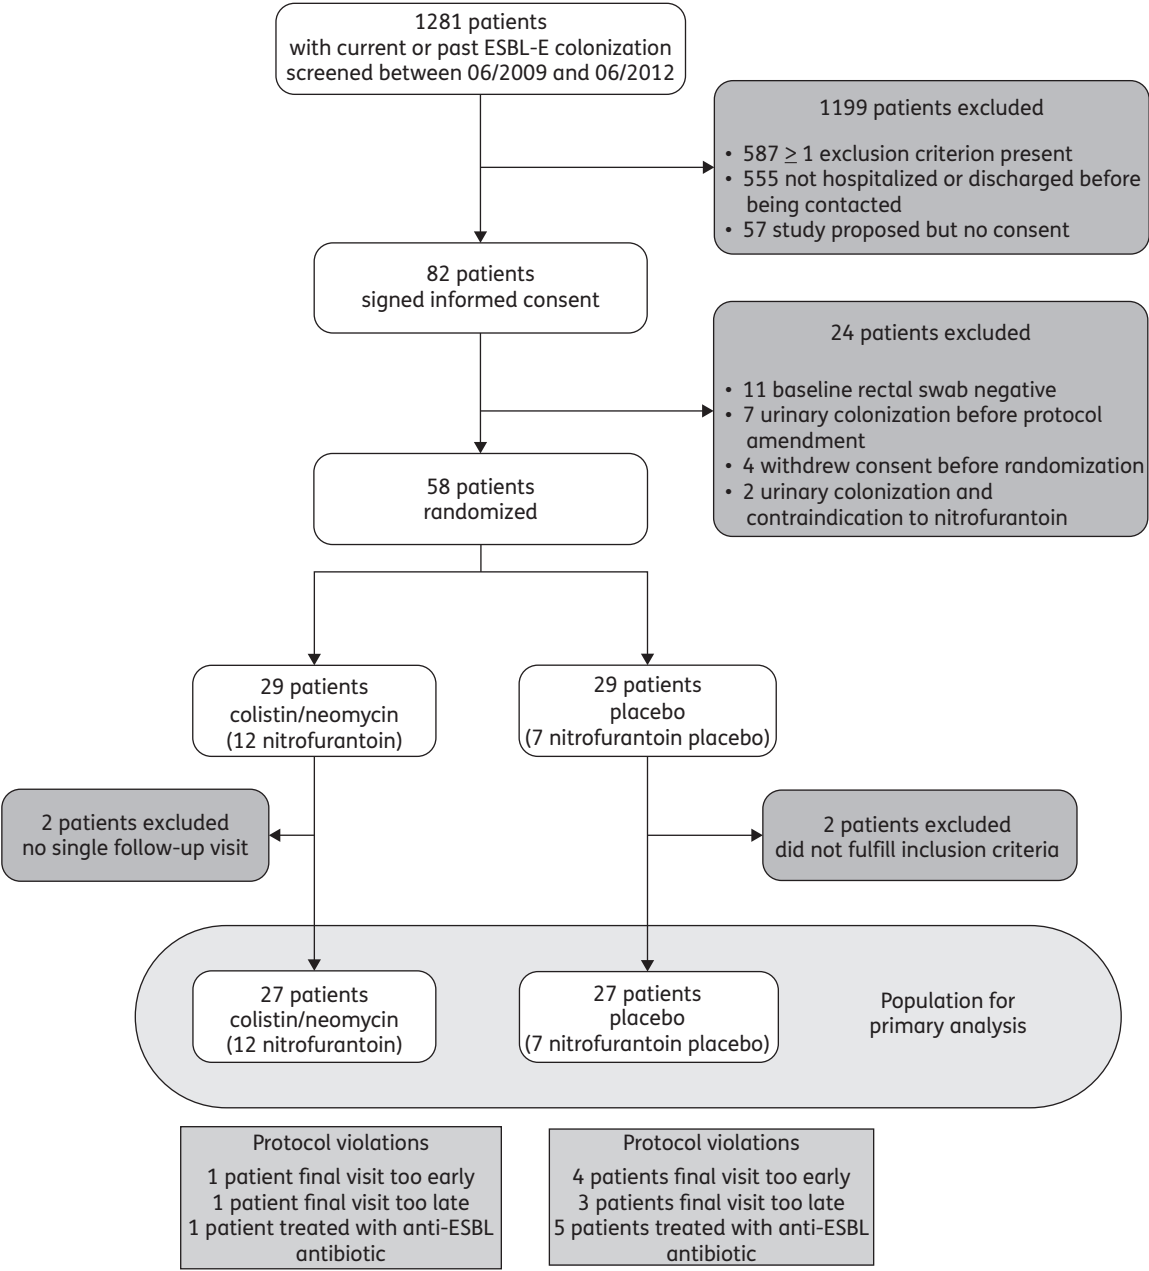 1281 patients
with current or past ESBL-E colonization
screened between 06/2009 and 06/2012
1199 patients excluded
• 587 ≥ 1 exclusion criterion present
• 555 not hospitalized or discharged before
being contacted
• 57 study proposed but no consent
82 patients
signed informed consent
24 patients excluded
• 11 baseline rectal swab negative
• 7 urinary colonization before protocol
amendment
• 4 withdrew consent before randomization
• 2 urinary colonization and
contraindication to nitrofurantoin
58 patients
randomized
29 patients
colistin/neomycin
(12 nitrofurantoin)
29 patients
placebo
(7 nitrofurantoin placebo)
2 patients excluded
no single follow-up visit
2 patients excluded
did not fulfill inclusion criteria
27 patients
colistin/neomycin
(12 nitrofurantoin)
27 patients
placebo
(7 nitrofurantoin placebo)
Population for
primary analysis
Protocol violations
1 patient final visit too early
1 patient final visit too late
1 patient treated with anti-ESBL
antibiotic
Protocol violations
4 patients final visit too early
3 patients final visit too late
5 patients treated with anti-ESBL
antibiotic